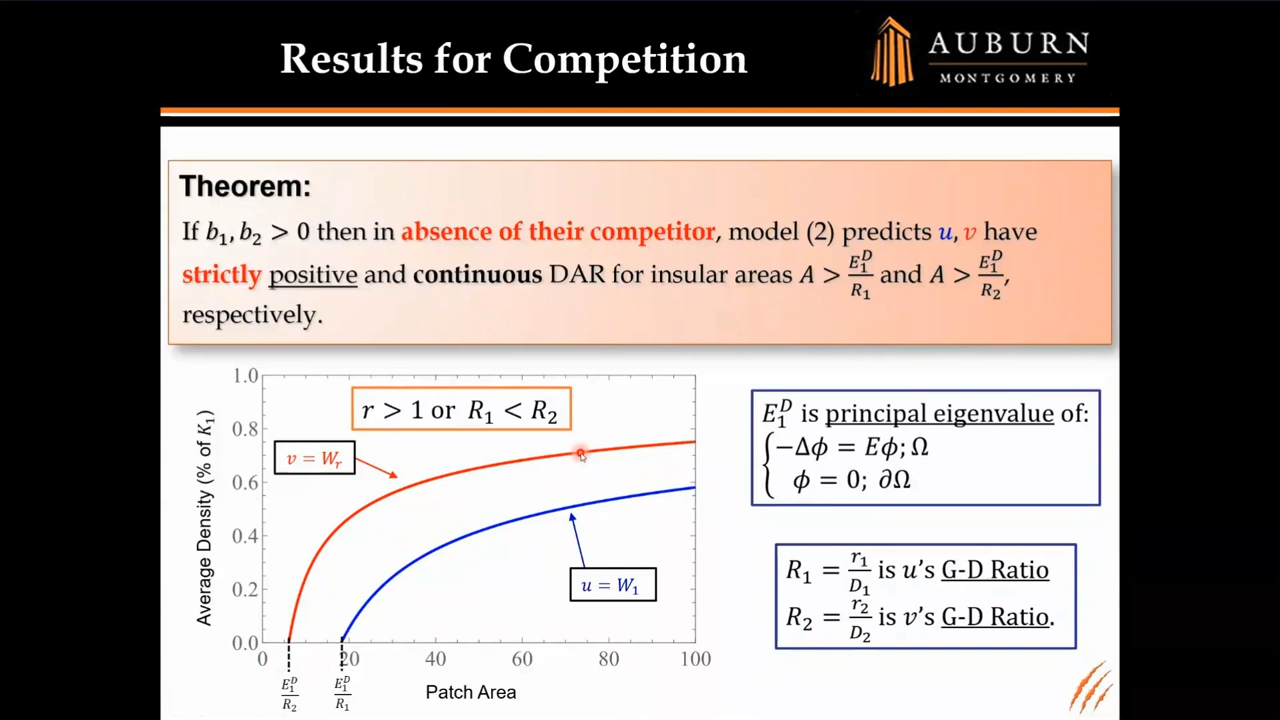 Results for Competition
AUBURN
MONTGOMERY
Theorem:
If b₁, b₂ > 0 then in absence of their competitor, model (2) predicts u, v have
strictly positive and continuous DAR for insular areas A > E₁ᴰ/R₁ and A > E₁ᴰ/R₂,
respectively.
r > 1 or R₁ < R₂
v = Wᵣ
u = W₁
Average Density (% of K₁)
1.0
0.8
0.6
0.4
0.2
0.0
0 20 40 60 80 100
E₁ᴰ/R₂ E₁ᴰ/R₁
Patch Area
E₁ᴰ is principal eigenvalue of:
−Δϕ = Eϕ; Ω
ϕ = 0; ∂Ω
R₁ = r₁/D₁ is u's G-D Ratio
R₂ = r₂/D₂ is v's G-D Ratio.